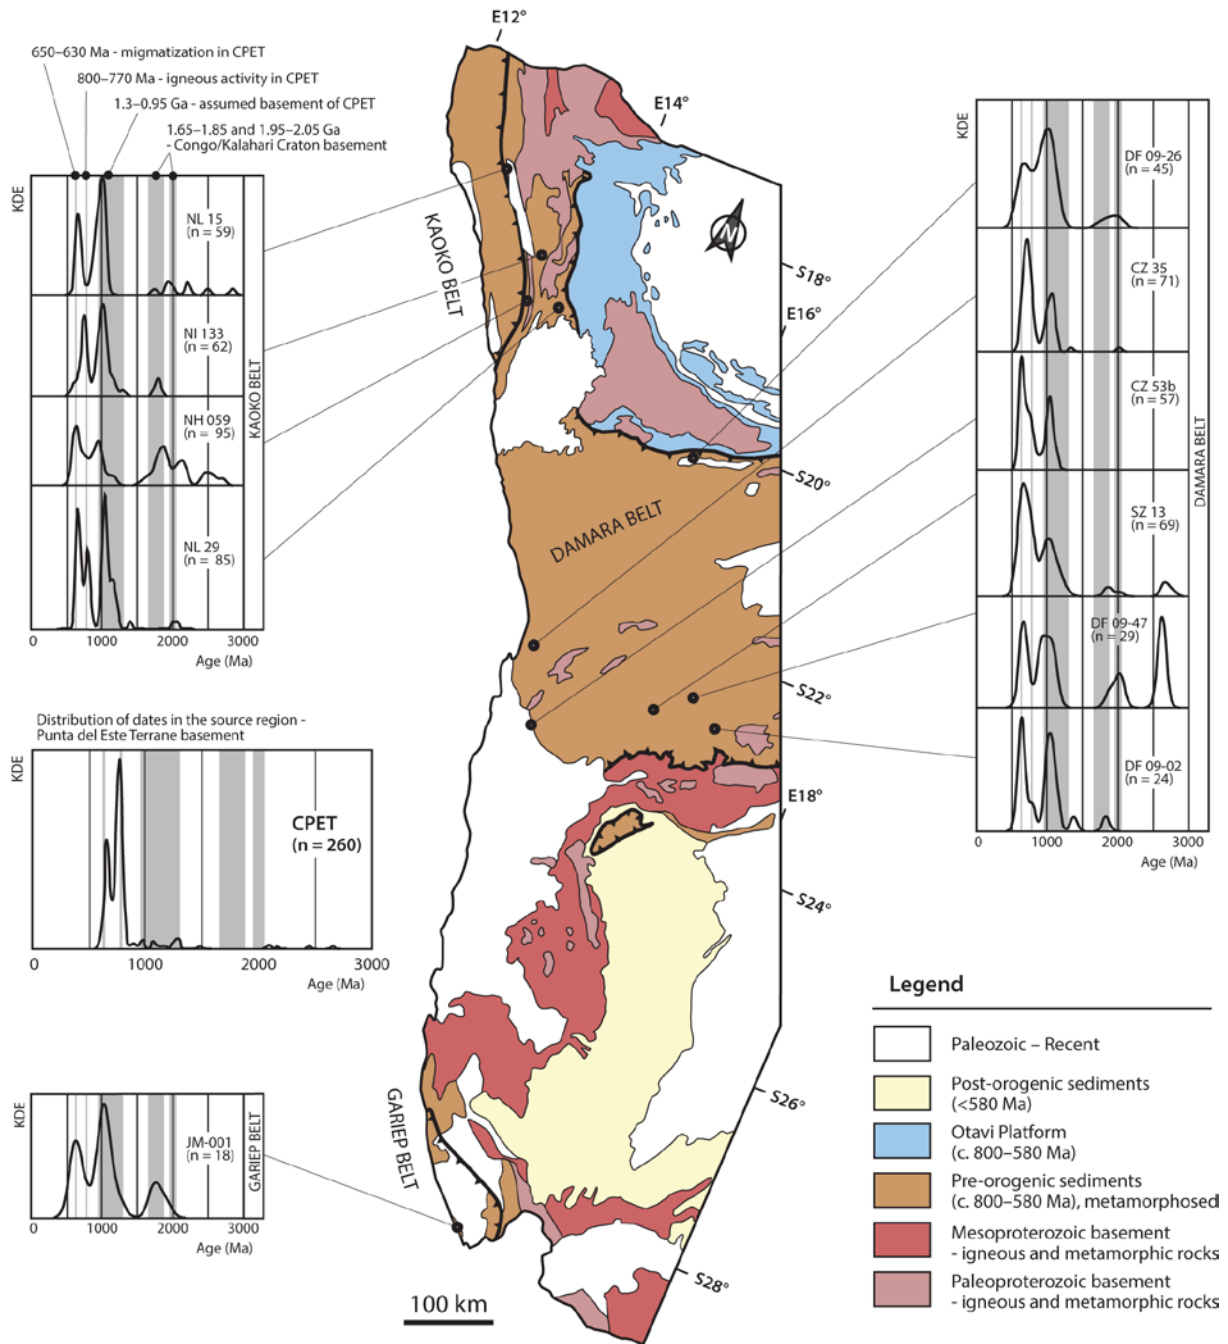 E12°
650–630 Ma - migmatization in CPET
800–770 Ma - igneous activity in CPET
1.3–0.95 Ga - assumed basement of CPET
1.65–1.85 and 1.95–2.05 Ga
- Congo/Kalahari Craton basement
KDE
NL 15
(n = 59)
NI 133
(n = 62)
NH 059
(n = 95)
NL 29
(n = 85)
KAOKO BELT
0
1000
2000
3000
Age (Ma)
Distribution of dates in the source region -
Punta del Este Terrane basement
KDE
CPET
(n = 260)
0
1000
2000
3000
Age (Ma)
KDE
JM-001
(n = 18)
GARIEP BELT
0
1000
2000
3000
Age (Ma)
E14°
N
KAOKO BELT
S18°
E16°
S20°
DAMARA BELT
S22°
E18°
S24°
S26°
GARIEP BELT
S28°
100 km
KDE
DF 09-26
(n = 45)
CZ 35
(n = 71)
CZ 53b
(n = 57)
SZ 13
(n = 69)
DF 09-47
(n = 29)
DF 09-02
(n = 24)
DAMARA BELT
0
1000
2000
3000
Age (Ma)
Legend
Paleozoic – Recent
Post-orogenic sediments
(<580 Ma)
Otavi Platform
(c. 800–580 Ma)
Pre-orogenic sediments
(c. 800–580 Ma), metamorphosed
Mesoproterozoic basement
- igneous and metamorphic rocks
Paleoproterozoic basement
- igneous and metamorphic rocks